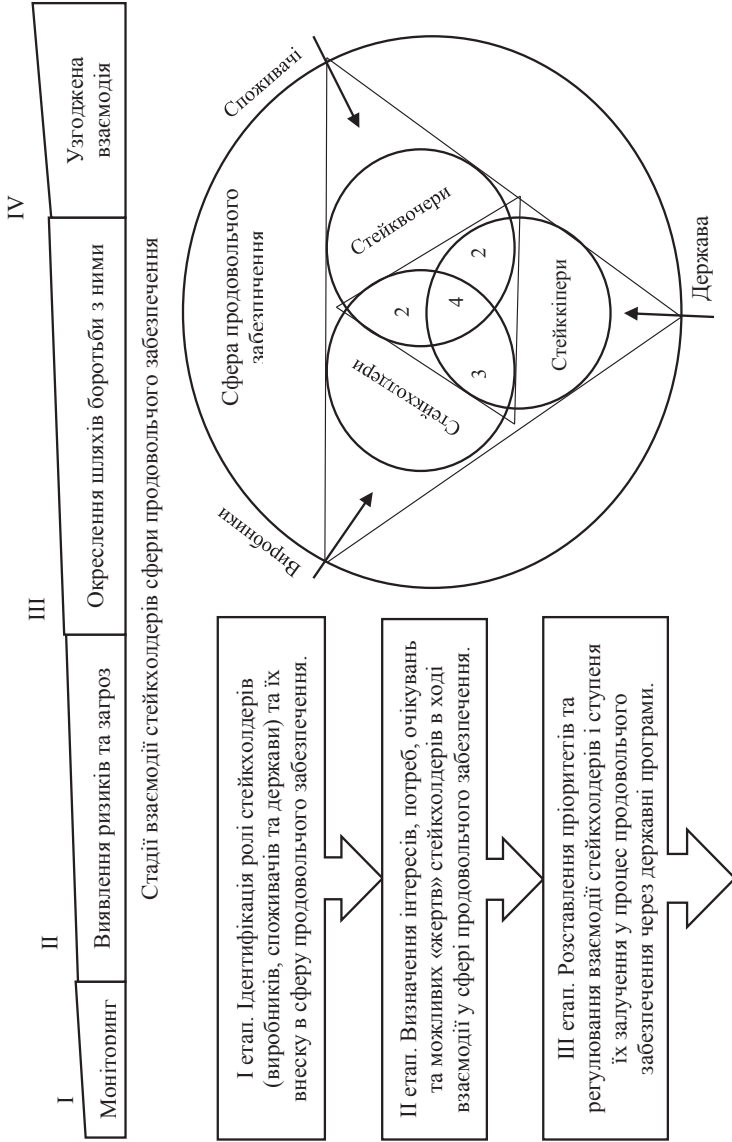 I
II
III
IV
Моніторинг
Виявлення ризиків та загроз
Окреслення шляхів боротьби з ними
Узгоджена
взаємодія
Стадії взаємодії стейкхолдерів сфери продовольчого забезпечення
I етап. Ідентифікація ролі стейкхолдерів
(виробників, споживачів та держави) та їх
внеску в сферу продовольчого забезпечення.
II етап. Визначення інтересів, потреб, очікувань
та можливих «жертв» стейкхолдерів в ході
взаємодії у сфері продовольчого забезпечення.
III етап. Розставлення пріоритетів та
регулювання взаємодії стейкхолдерів і ступеня
їх залучення у процес продовольчого
забезпечення через державні програми.
Виробники
Споживачі
Сфера продовольчого
забезпнчення
Стейкхолдери
Стейквочери
2
4
3
2
Стейккіпери
Держава